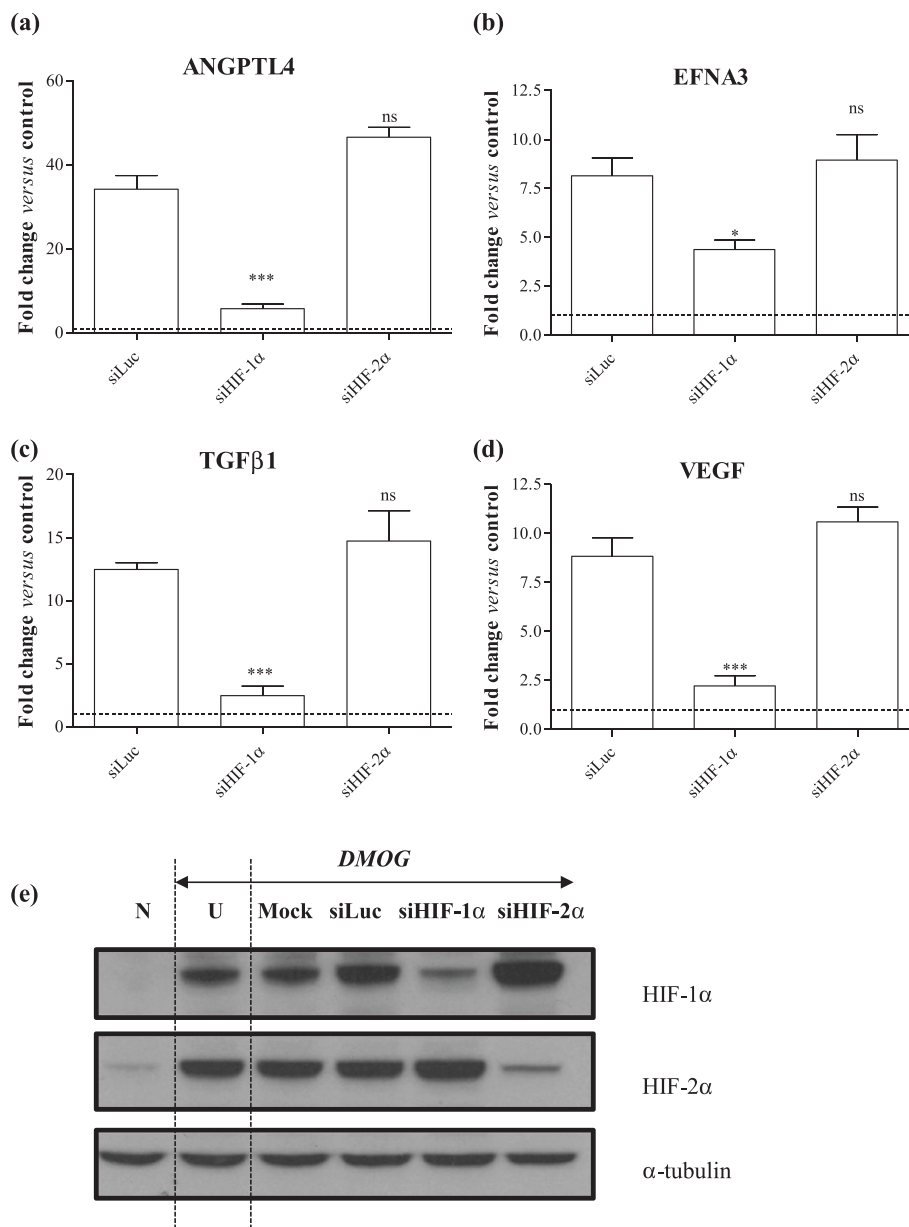 (a)
ANGPTL4
Fold change versus control
60
40
20
0
***
ns
siLuc
siHIF-1α
siHIF-2α
(b)
EFNA3
Fold change versus control
12.5
10.0
7.5
5.0
2.5
0.0
*
ns
siLuc
siHIF-1α
siHIF-2α
(c)
TGFβ1
Fold change versus control
20
15
10
5
0
***
ns
siLuc
siHIF-1α
siHIF-2α
(d)
VEGF
Fold change versus control
12.5
10.0
7.5
5.0
2.5
0.0
***
ns
siLuc
siHIF-1α
siHIF-2α
(e)
DMOG
N U Mock siLuc siHIF-1α siHIF-2α
HIF-1α
HIF-2α
α-tubulin